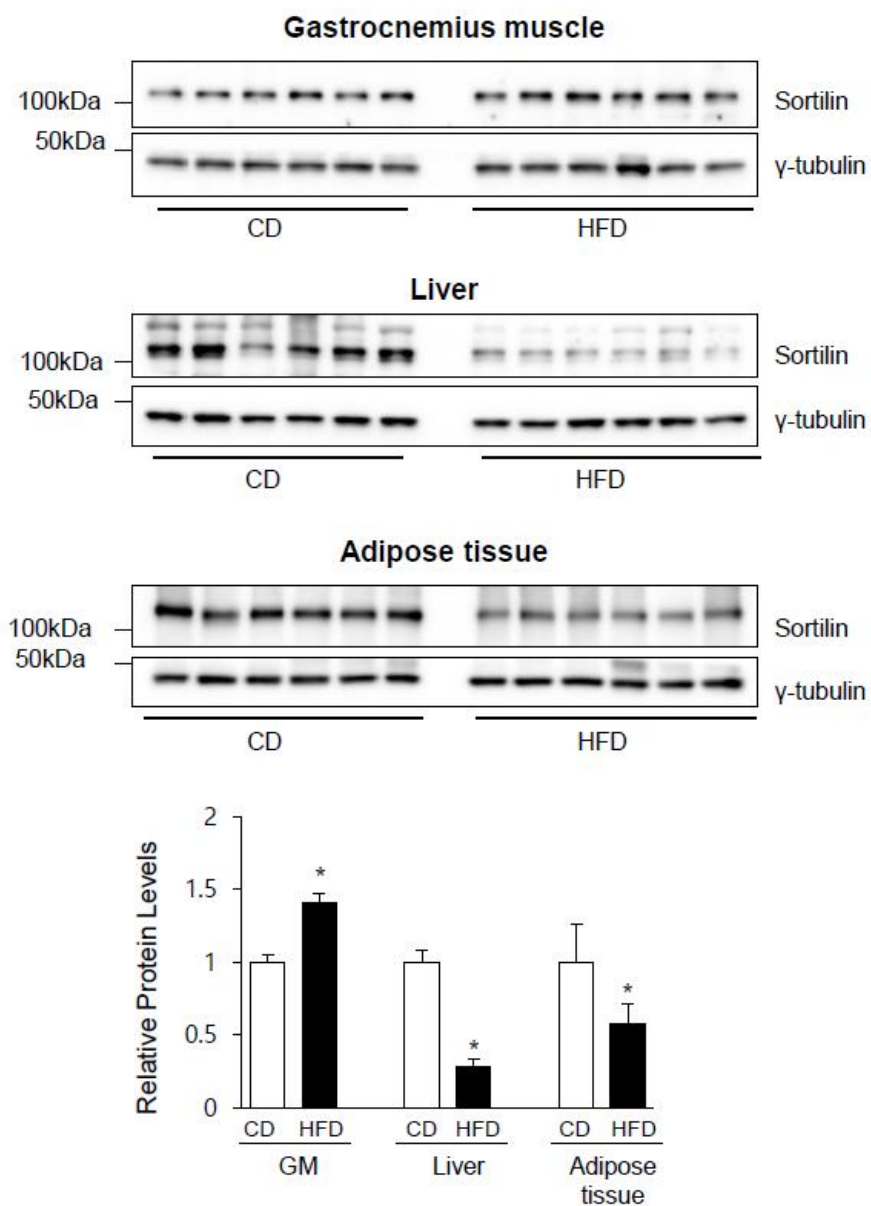 Gastrocnemius muscle
100kDa
Sortilin
50kDa
γ-tubulin
CD HFD
Liver
100kDa
Sortilin
50kDa
γ-tubulin
CD HFD
Adipose tissue
100kDa
Sortilin
50kDa
γ-tubulin
CD HFD
Relative Protein Levels
2
1.5
1
0.5
0
* * *
CD HFD CD HFD CD HFD
GM Liver Adipose
tissue